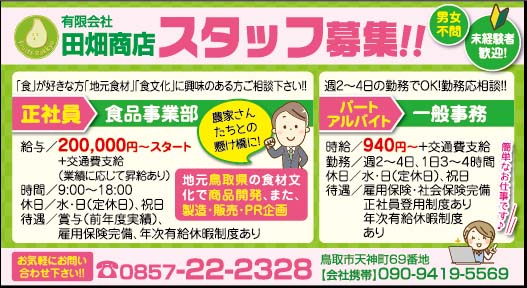 有限会社
田畑商店
スタッフ募集!!
男女
不問
未経験者
歓迎!
「食」が好きな方「地元食材」「食文化」に興味のある方ご相談下さい!!
正社員 食品事業部
給与／200,000円～スタート
+交通費支給
(業績に応じて昇給あり)
時間／9:00～18:00
休日／水・日(定休日)、祝日
待遇／賞与(前年度実績)、
雇用保険完備、年次有給休暇制度
あり
農家さん
たちとの
懸け橋に!
地元鳥取県の食材文
化で商品開発、また、
製造・販売・PR企画
週2～4日の勤務でOK!勤務応相談!!
パート
アルバイト
一般事務
時給／940円～+交通費支給
勤務／週2～4日、1日3～4時間
休日／水・日(定休日)、祝日
待遇／雇用保険・社会保険完備
正社員登用制度あり
年次有給休暇制度
あり
簡単なお仕事です♪
お気軽にお問い
合わせ下さい!!
☎0857-22-2328
鳥取市天神町69番地
【会社携帯】090-9419-5569